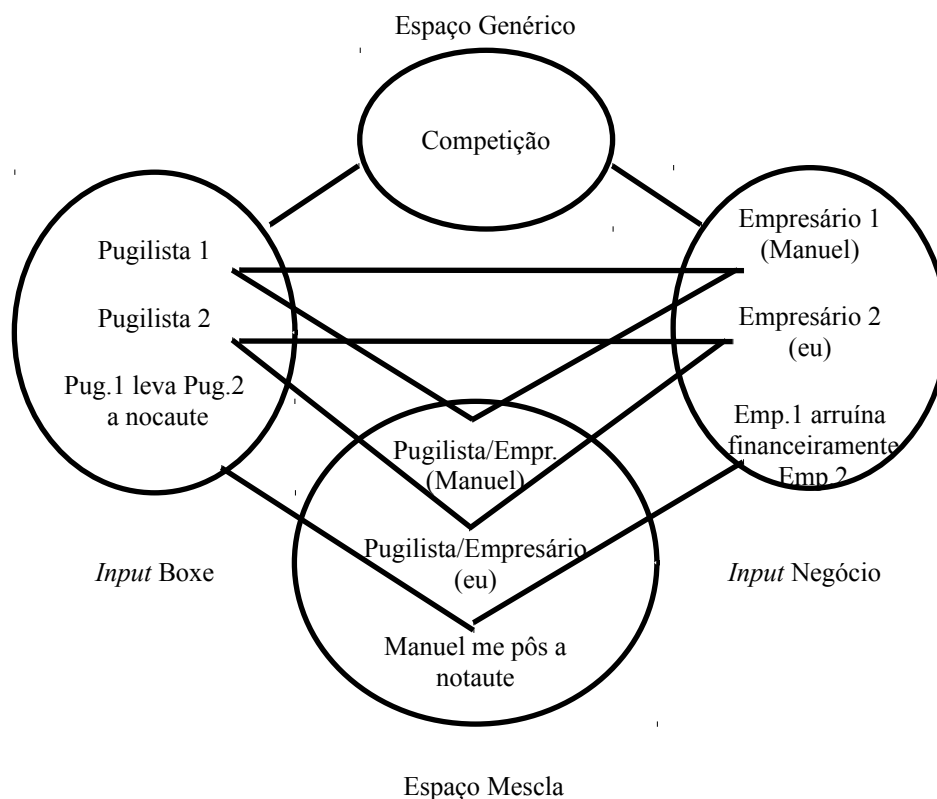 Espaço Genérico
Competição
Pugilista 1
Pugilista 2
Pug.1 leva Pug.2
a nocaute
Empresário 1
(Manuel)
Empresário 2
(eu)
Emp.1 arruína
financeiramente
Emp.2
Pugilista/Empr.
(Manuel)
Pugilista/Empresário
(eu)
Manuel me pôs a
notaute
Input Boxe
Input Negócio
Espaço Mescla